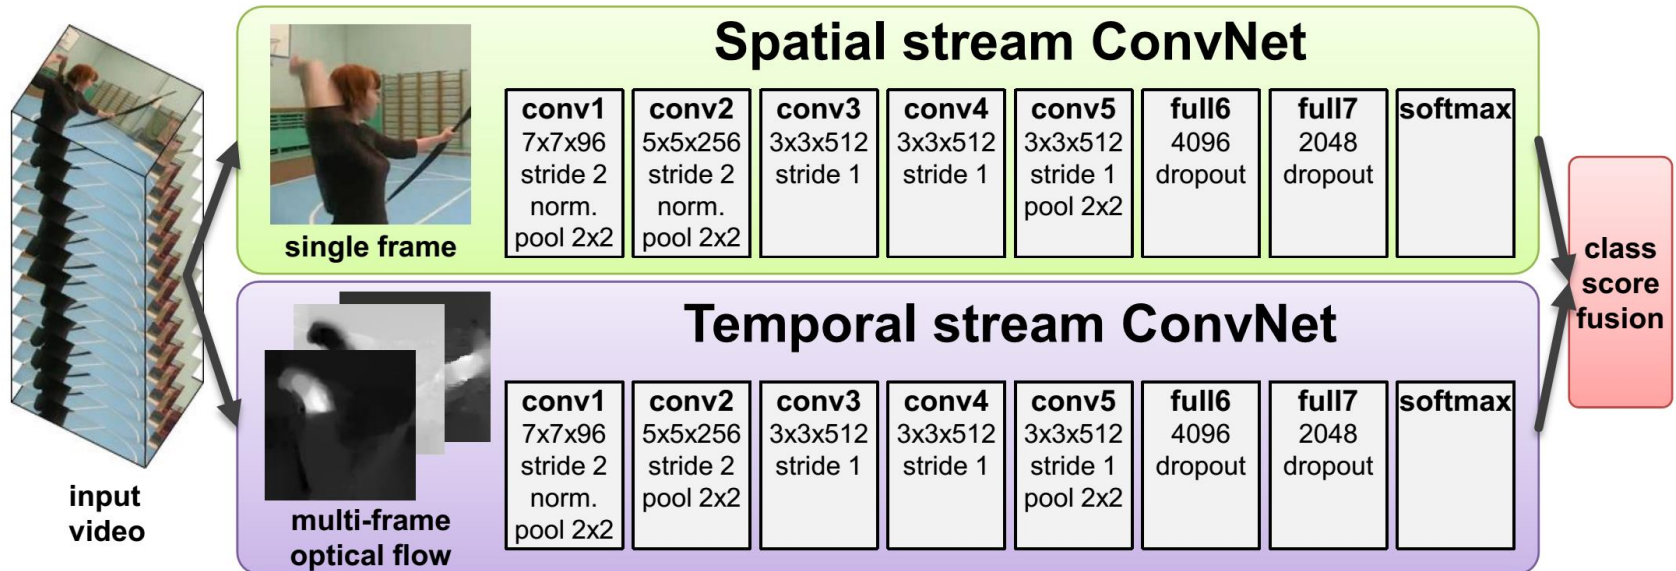 Spatial stream ConvNet
conv1
7x7x96
stride 2
norm.
pool 2x2
conv2
5x5x256
stride 2
norm.
pool 2x2
conv3
3x3x512
stride 1
conv4
3x3x512
stride 1
conv5
3x3x512
stride 1
pool 2x2
full6
4096
dropout
full7
2048
dropout
softmax
single frame
Temporal stream ConvNet
conv1
7x7x96
stride 2
norm.
pool 2x2
conv2
5x5x256
stride 2
pool 2x2
conv3
3x3x512
stride 1
conv4
3x3x512
stride 1
conv5
3x3x512
stride 1
pool 2x2
full6
4096
dropout
full7
2048
dropout
softmax
multi-frame
optical flow
input
video
class
score
fusion